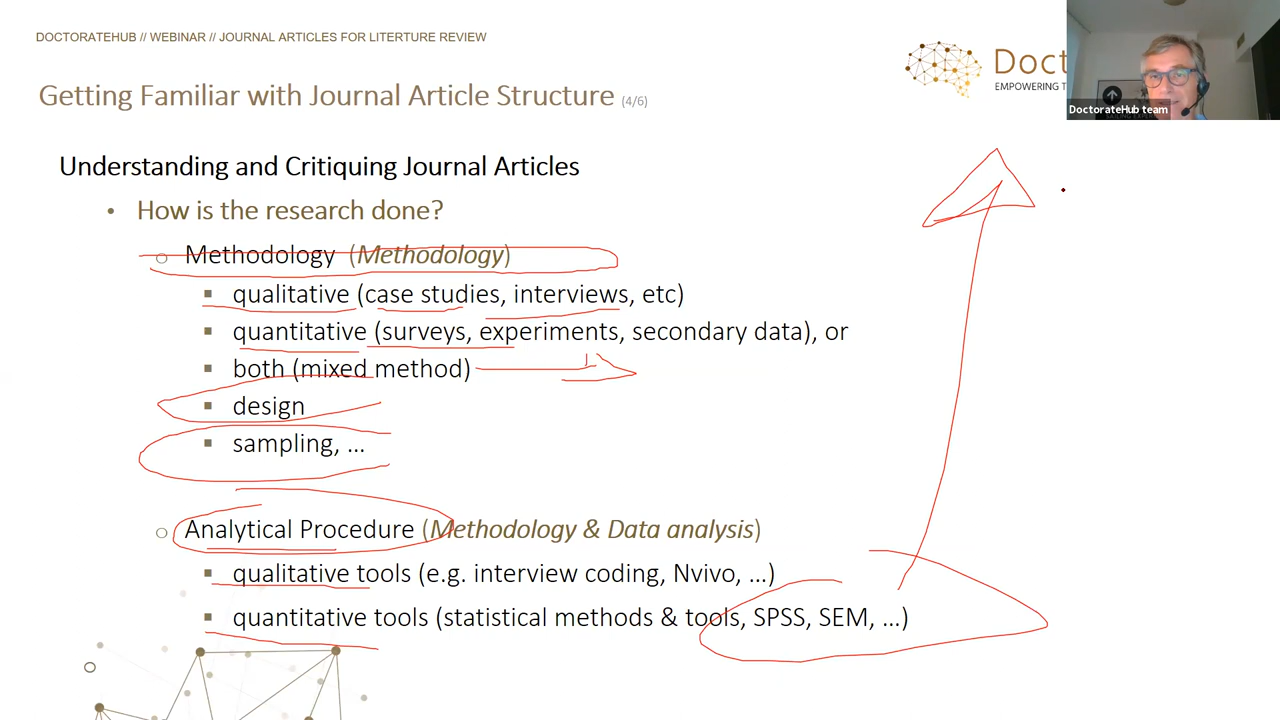 DOCTORATEHUB // WEBINAR // JOURNAL ARTICLES FOR LITERTURE REVIEW
Doct
EMPOWERING T
DoctorateHub team
Getting Familiar with Journal Article Structure (4/6)
Understanding and Critiquing Journal Articles
• How is the research done?
o Methodology (Methodology)
▪ qualitative (case studies, interviews, etc)
▪ quantitative (surveys, experiments, secondary data), or
▪ both (mixed method)
▪ design
▪ sampling, ...
o Analytical Procedure (Methodology & Data analysis)
▪ qualitative tools (e.g. interview coding, Nvivo, ...)
▪ quantitative tools (statistical methods & tools, SPSS, SEM, ...)